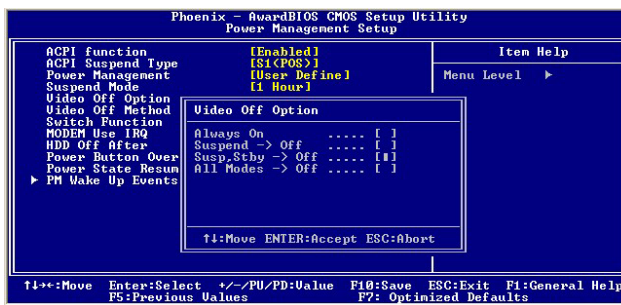 Phoenix - AwardBIOS CMOS Setup Utility
Power Management Setup
ACPI function [Enabled]
ACPI Suspend Type [S1(POS)]
Power Management [User Define]
Suspend Mode [1 Hour]
Video Off Option
Video Off Method
Switch Function
MODEM Use IRQ
HDD Off After
Power Button Over
Power State Resum
► PM Wake Up Events
Item Help
Menu Level ►
Video Off Option
Always On ..... [ ]
Suspend -> Off ..... [ ]
Susp,Stby -> Off ..... [■]
All Modes -> Off ..... [ ]
↑↓:Move ENTER:Accept ESC:Abort
↑↓→←:Move Enter:Select +/-/PU/PD:Value F10:Save ESC:Exit F1:General Help
F5:Previous Values F7: Optimized Defaults